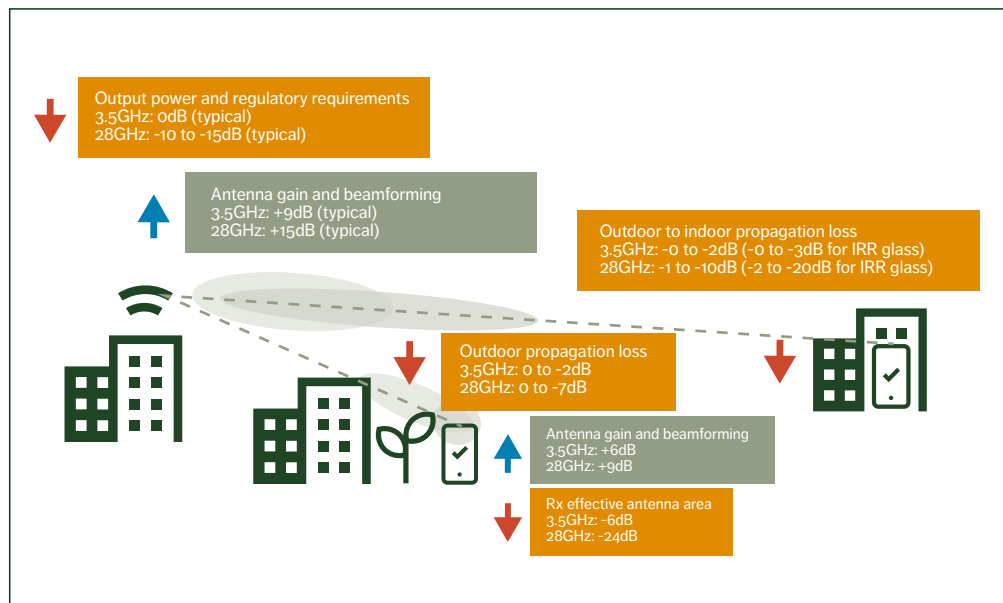 Output power and regulatory requirements
3.5GHz: 0dB (typical)
28GHz: -10 to -15dB (typical)
Antenna gain and beamforming
3.5GHz: +9dB (typical)
28GHz: +15dB (typical)
Outdoor to indoor propagation loss
3.5GHz: -0 to -2dB (-0 to -3dB for IRR glass)
28GHz: -1 to -10dB (-2 to -20dB for IRR glass)
Outdoor propagation loss
3.5GHz: 0 to -2dB
28GHz: 0 to -7dB
Antenna gain and beamforming
3.5GHz: +6dB
28GHz: +9dB
Rx effective antenna area
3.5GHz: -6dB
28GHz: -24dB